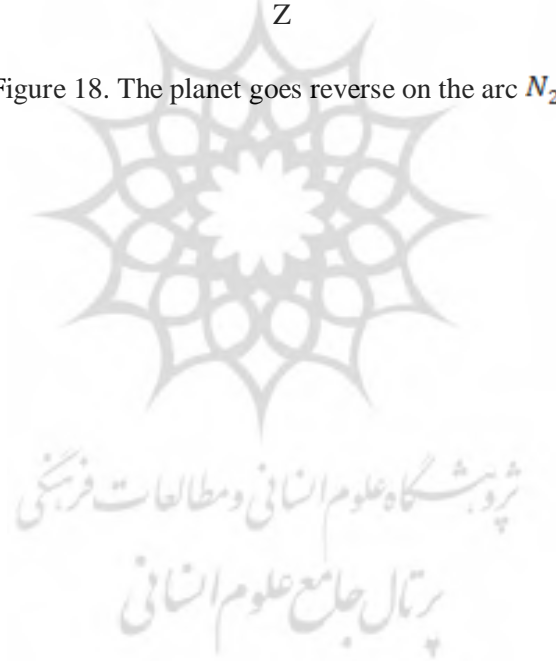 Z
Figure 18. The planet goes reverse on the arc N₂
پژوهشگاه علوم انسانی و مطالعات فرهنگی
پرتال جامع علوم انسانی